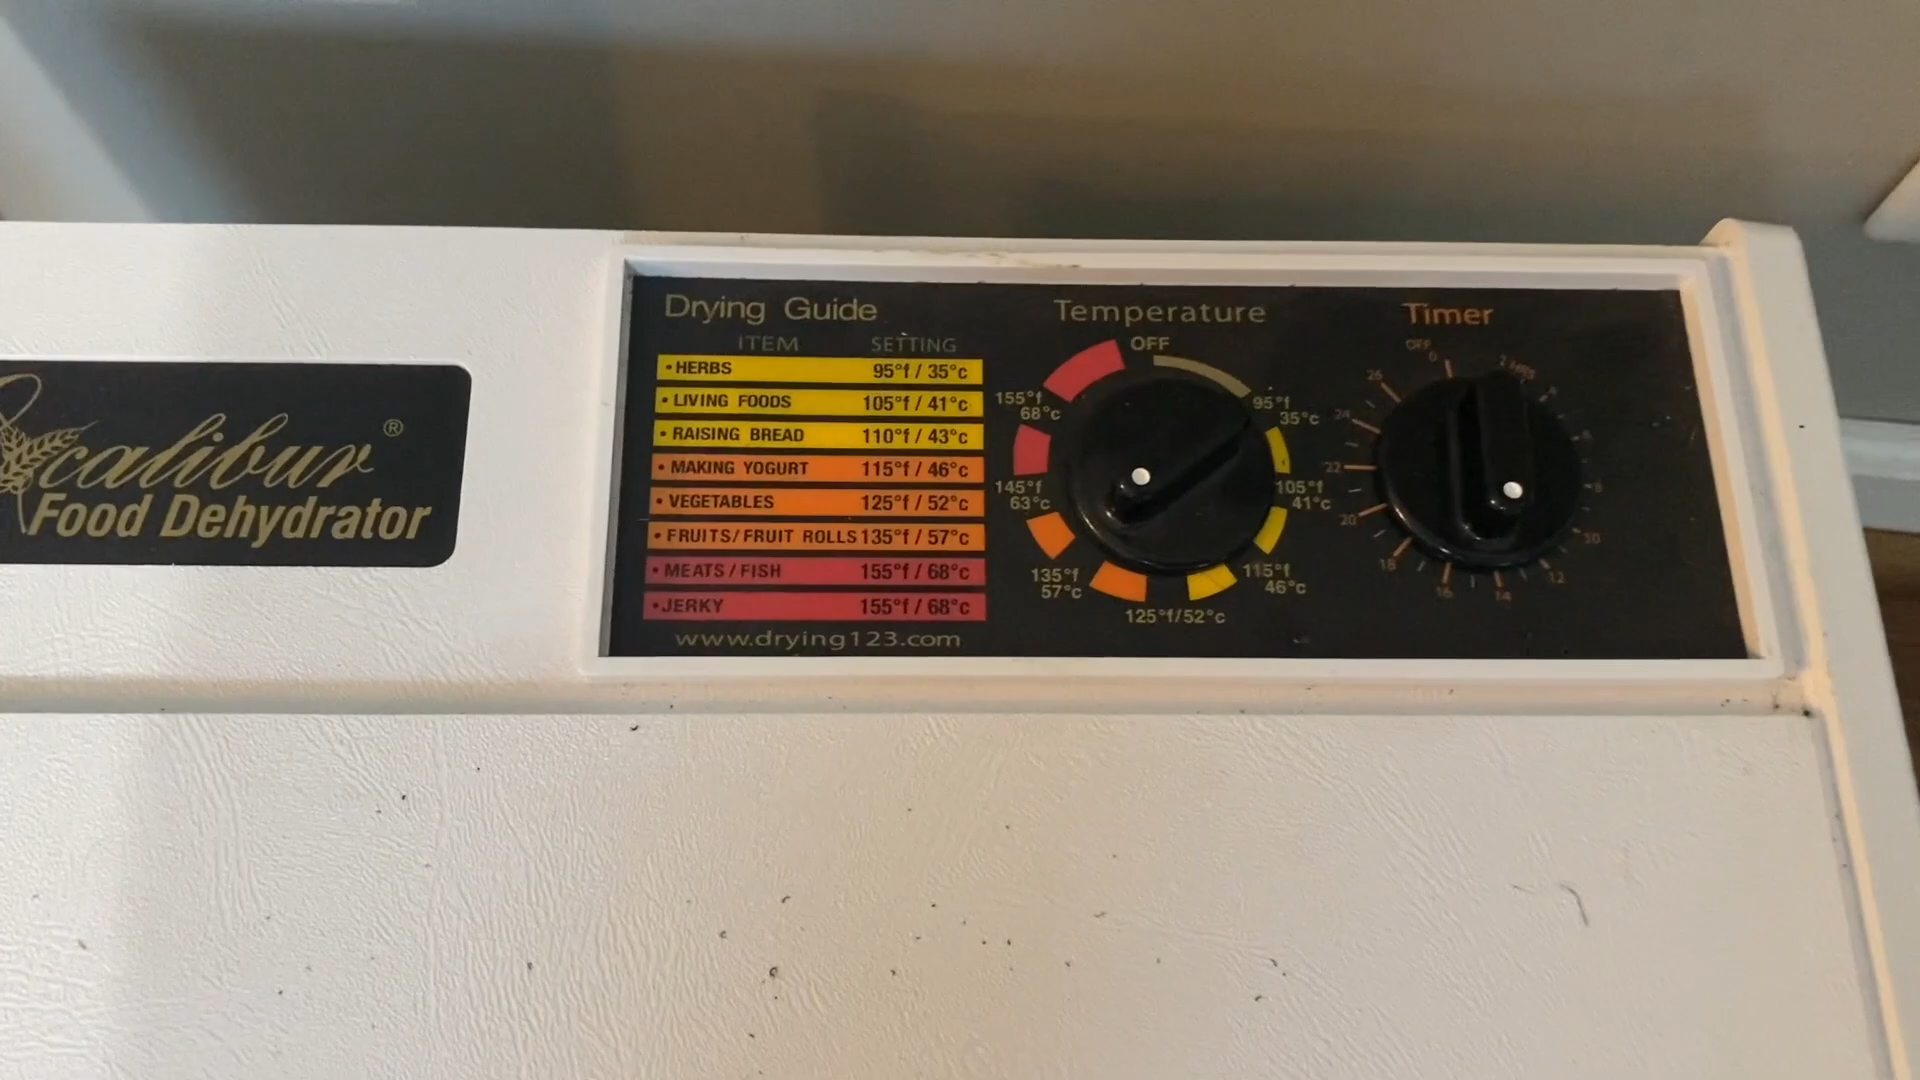 Excalibur®
Food Dehydrator
Drying Guide
ITEM SETTING
• HERBS 95°f / 35°c
• LIVING FOODS 105°f / 41°c
• RAISING BREAD 110°f / 43°c
• MAKING YOGURT 115°f / 46°c
• VEGETABLES 125°f / 52°c
• FRUITS/FRUIT ROLLS 135°f / 57°c
• MEATS / FISH 155°f / 68°c
•JERKY 155°f / 68°c
www.drying123.com
Temperature
OFF
95°f
35°c
105°f
41°c
115°f
46°c
125°f/52°c
135°f
57°c
145°f
63°c
155°f
68°c
Timer
OFF
0
2 HRS
8
10
12
14
16
18
20
22
24
26